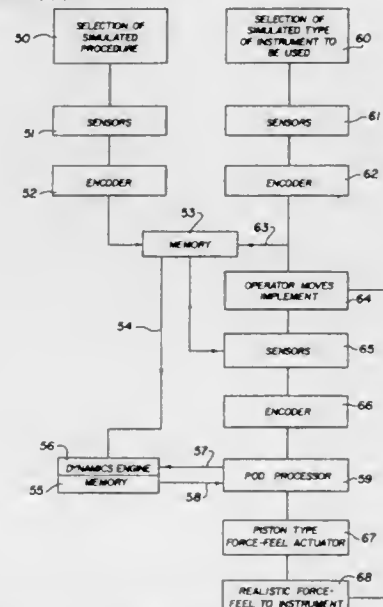 50
SELECTION OF
SIMULATED
PROCEDURE
SELECTION OF
SIMULATED TYPE
OF INSTRUMENT TO
BE USED
60
51
SENSORS
SENSORS
61
52
ENCODER
ENCODER
62
53
63
MEMORY
54
OPERATOR MOVES
IMPLEMENT
64
SENSORS
65
ENCODER
66
56
DYNAMICS ENGINE
57
55
MEMORY
58
POD PROCESSOR
59
PISTON TYPE
FORCE-FEEL ACTUATOR
67
68
REALISTIC FORCE-
FEEL TO INSTRUMENT